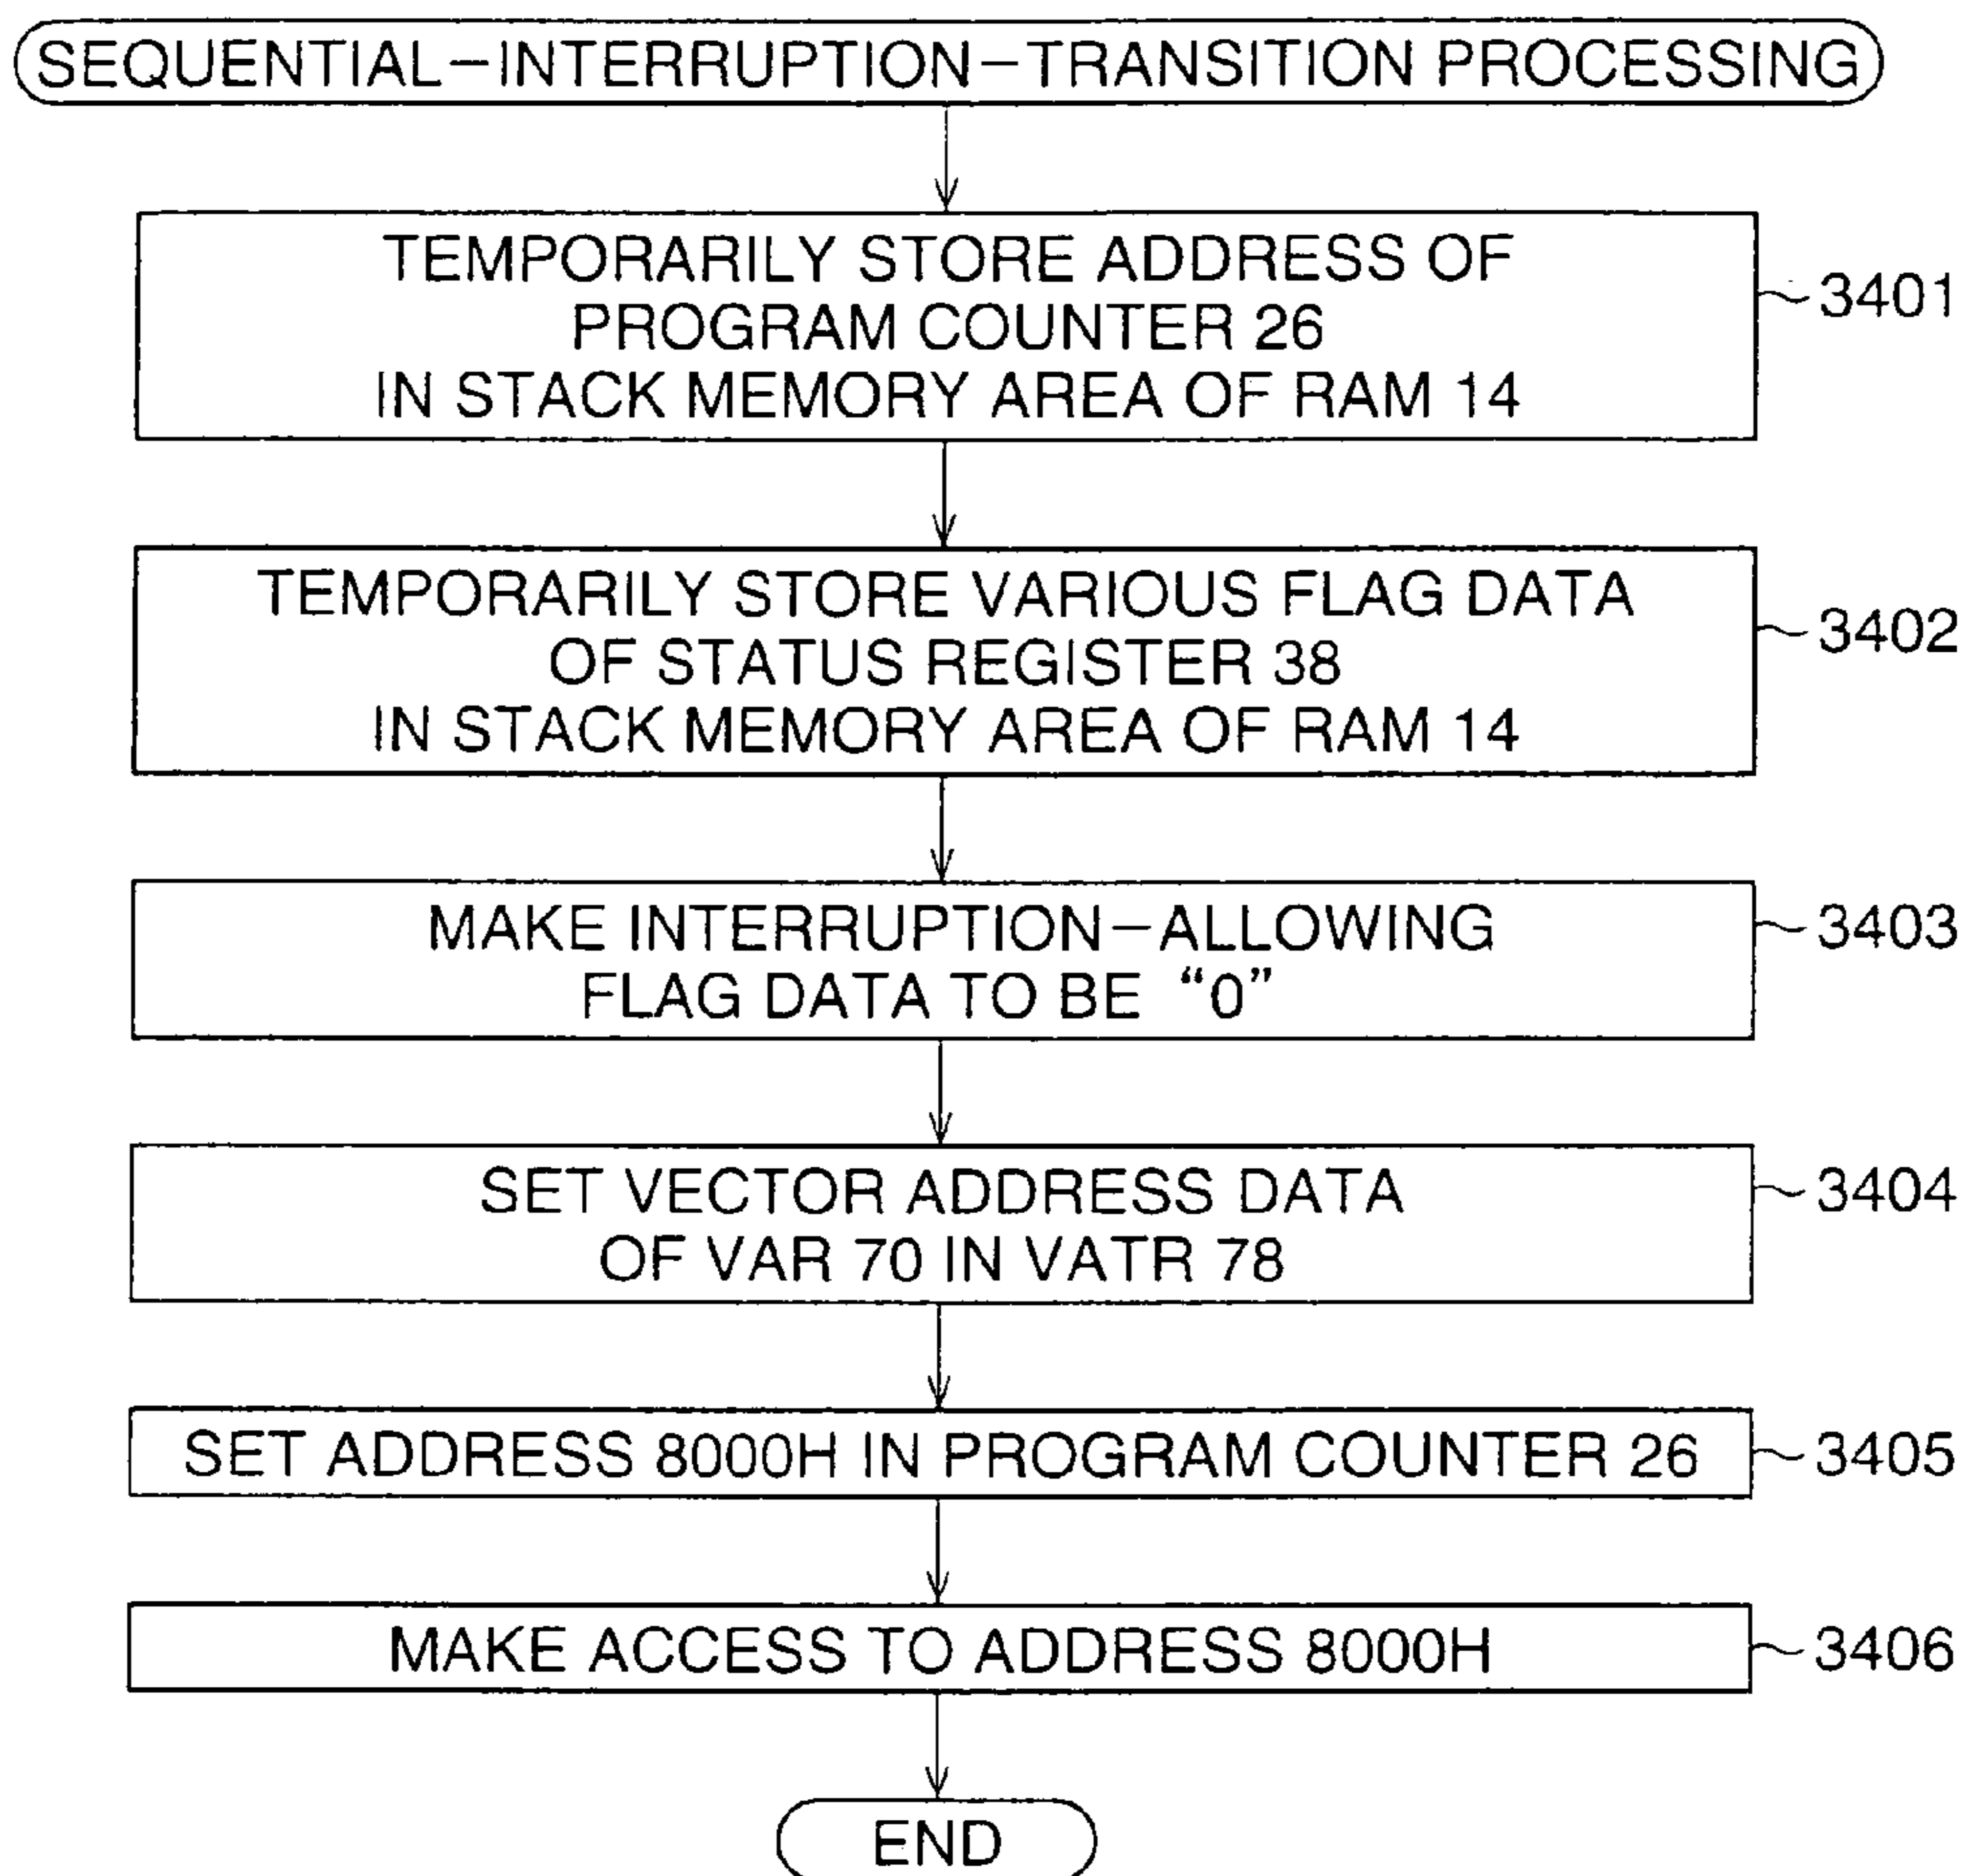 SEQUENTIAL-INTERRUPTION-TRANSITION PROCESSING
TEMPORARILY STORE ADDRESS OF
PROGRAM COUNTER 26
IN STACK MEMORY AREA OF RAM 14
3401
TEMPORARILY STORE VARIOUS FLAG DATA
OF STATUS REGISTER 38
IN STACK MEMORY AREA OF RAM 14
3402
MAKE INTERRUPTION-ALLOWING
FLAG DATA TO BE “0”
3403
SET VECTOR ADDRESS DATA
OF VAR 70 IN VATR 78
3404
SET ADDRESS 8000H IN PROGRAM COUNTER 26
3405
MAKE ACCESS TO ADDRESS 8000H
3406
END